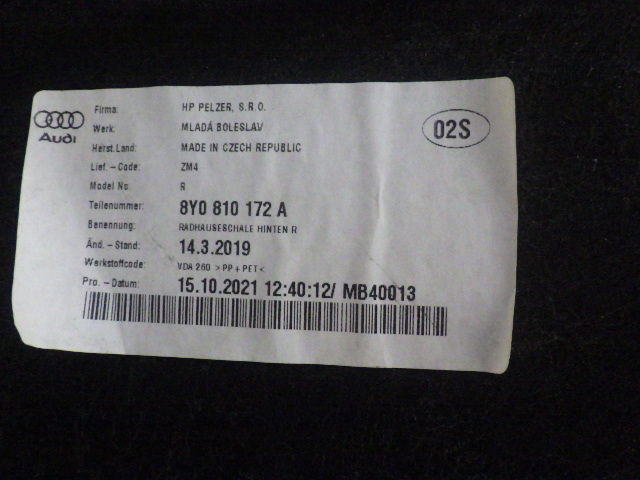 Audi
Firma: HP PELZER, S.R.O.
Werk: MLADÁ BOLESLAV
Herst.Land: MADE IN CZECH REPUBLIC
Lief. - Code: ZM4
Model No. R
Teilenummer: 8Y0 810 172 A
Benennung: RADHAUSESCHALE HINTEN R
Änd. - Stand: 14.3.2019
Werkstoffcode: VDA 260 >PP+PET<
Pro. - Datum: 15.10.2021 12:40:12/ MB40013
02S